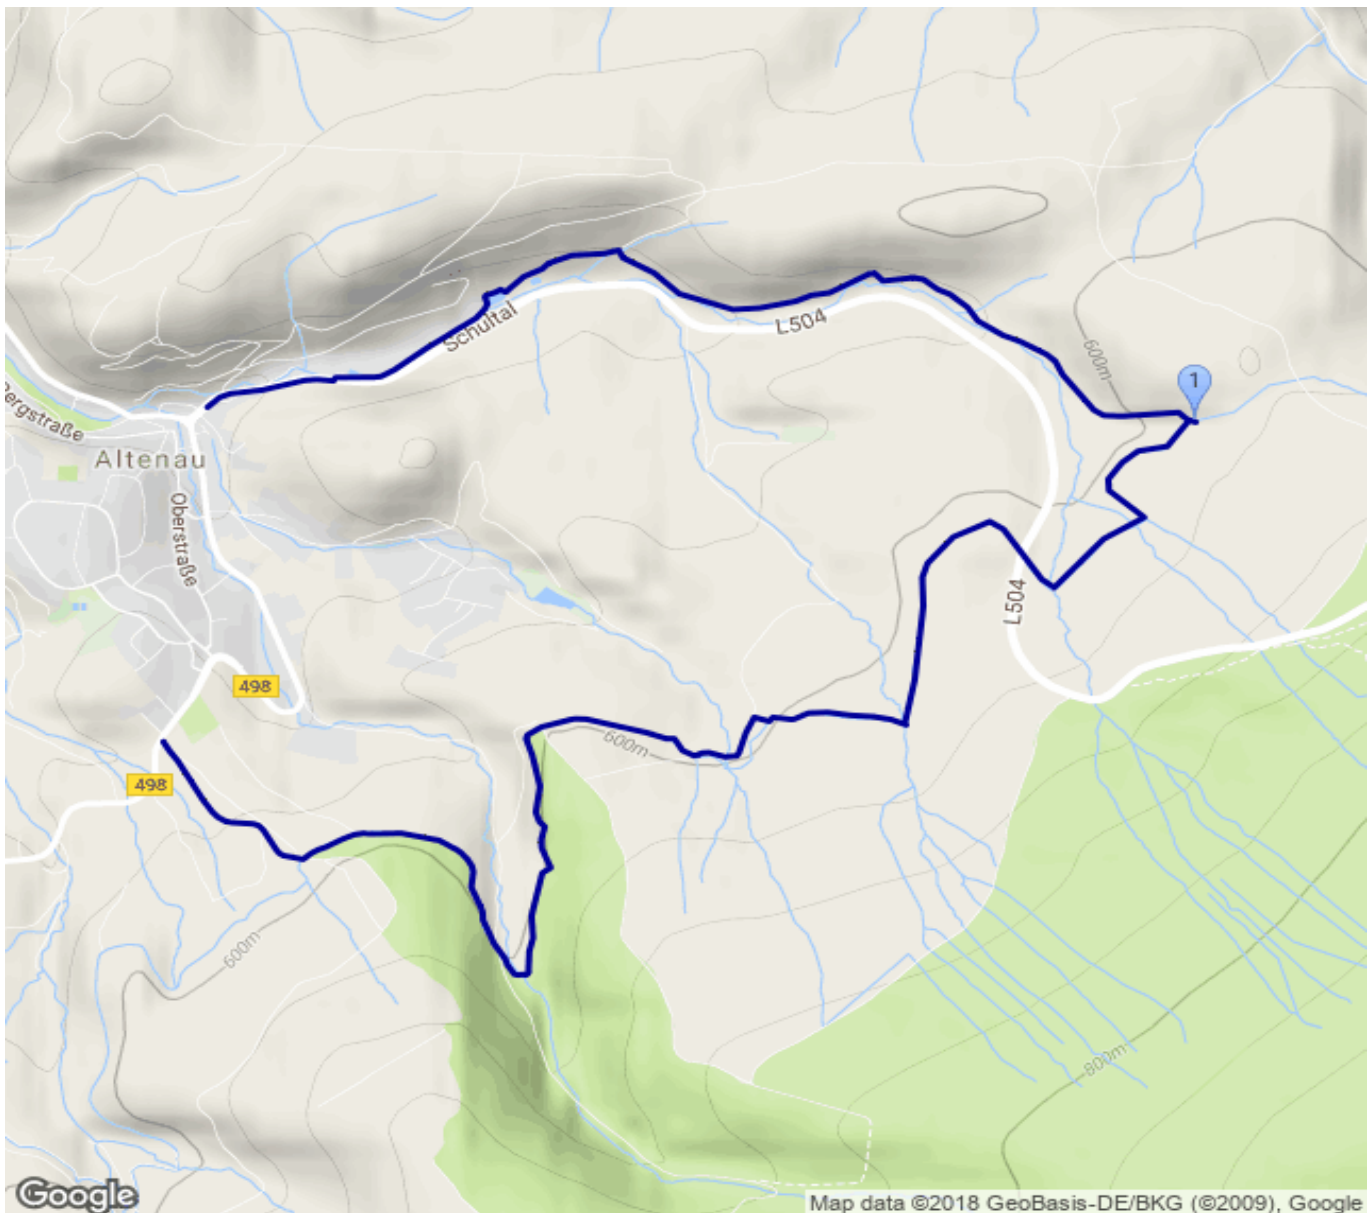 600m
1
Schultal
L504
Bergstraße
Altenau
Oberstraße
L504
498
600m
498
600m
800m
Google
Map data ©2018 GeoBasis-DE/BKG (©2009), Google